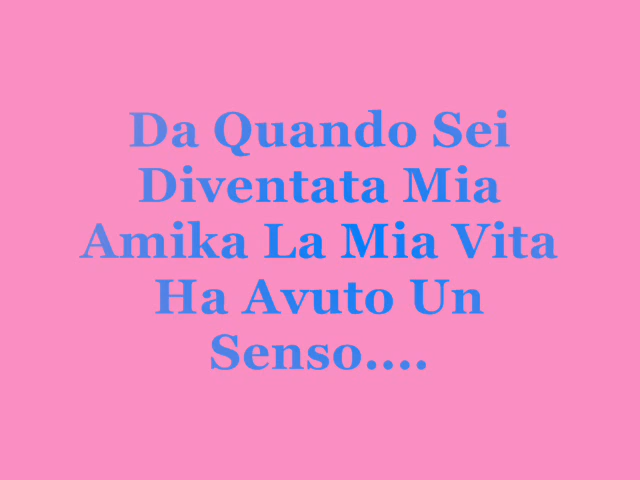 Da Quando Sei
Diventata Mia
Amika La Mia Vita
Ha Avuto Un
Senso....